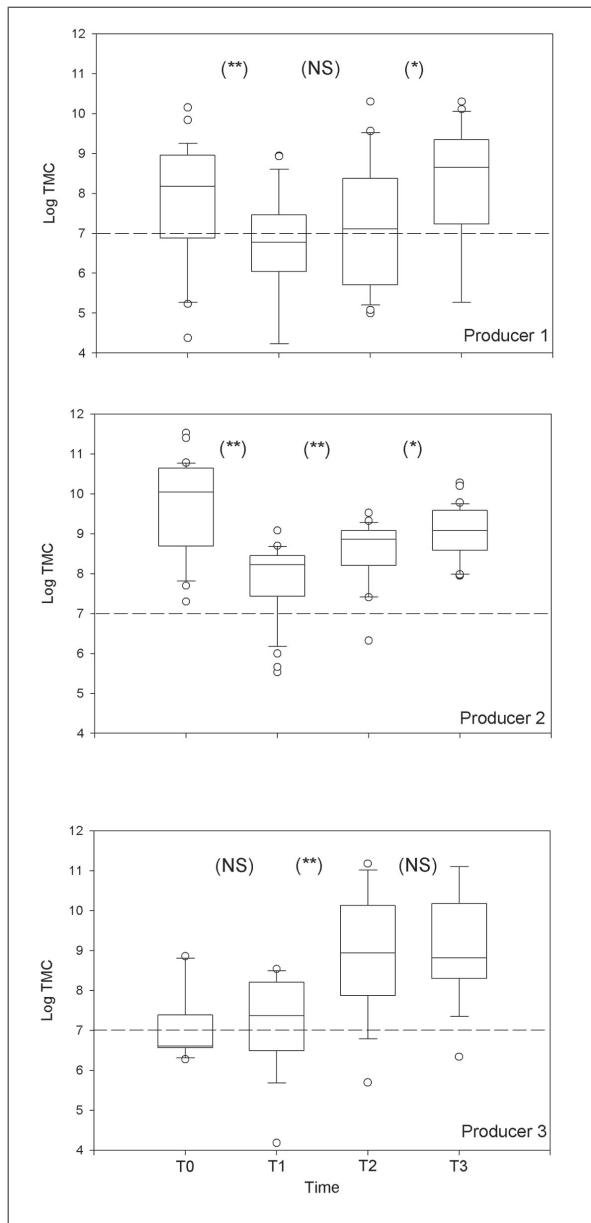 12
11
(**) (NS) (*)
10
9
Log TMC
8
7
6
5
Producer 1
4
12
11
(**) (**) (*)
10
9
Log TMC
8
7
6
5
Producer 2
4
12
11
(NS) (**) (NS)
10
9
Log TMC
8
7
6
5
Producer 3
4
T0 T1 T2 T3
Time